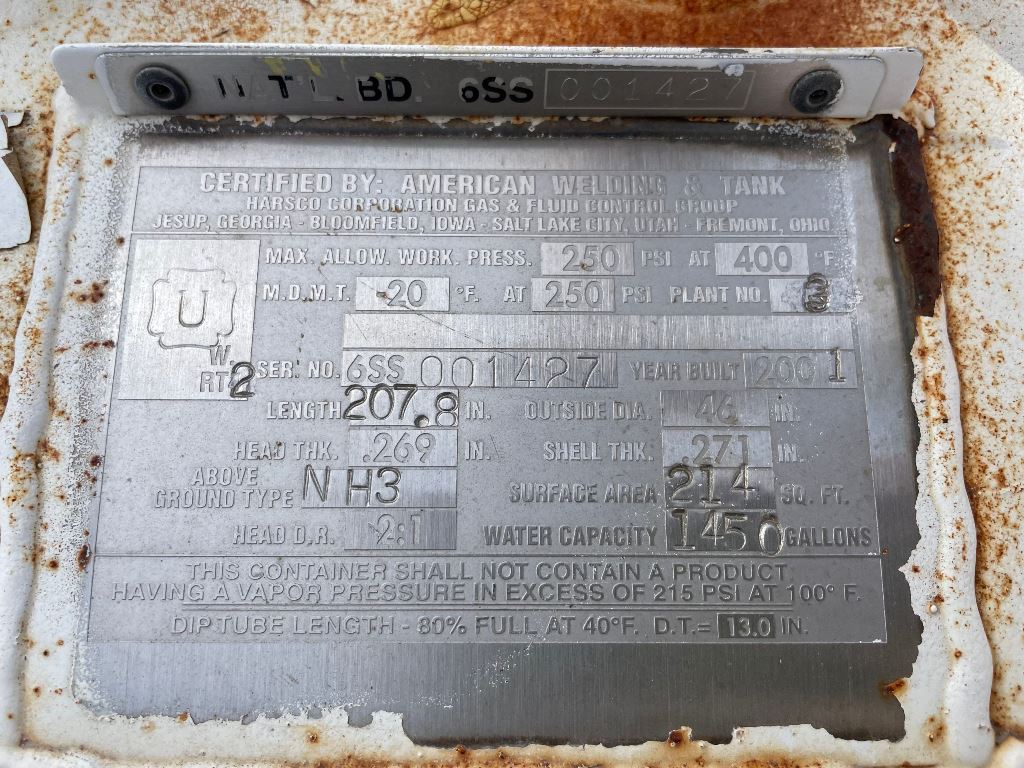 NAT'L. BD. 6SS 001427
CERTIFIED BY: AMERICAN WELDING & TANK
HARSCO CORPORATION GAS & FLUID CONTROL GROUP
JESUP, GEORGIA - BLOOMFIELD, IOWA - SALT LAKE CITY, UTAH - FREMONT, OHIO
MAX. ALLOW. WORK. PRESS. 250 PSI AT 400 °F.
U M.D.M.T. -20 °F. AT 250 PSI PLANT NO.
W.
RT2 SER. NO. 6SS 001427 YEAR BUILT 2001
LENGTH 207.8 IN. OUTSIDE DIA. 46 IN.
HEAD THK. .269 IN. SHELL THK. .271 IN.
ABOVE
GROUND TYPE NH3 SURFACE AREA 214 SQ. FT.
HEAD D.R. 2:1 WATER CAPACITY 1450 GALLONS
THIS CONTAINER SHALL NOT CONTAIN A PRODUCT
HAVING A VAPOR PRESSURE IN EXCESS OF 215 PSI AT 100° F.
DIP TUBE LENGTH - 80% FULL AT 40°F. D.T.= 13.0 IN.